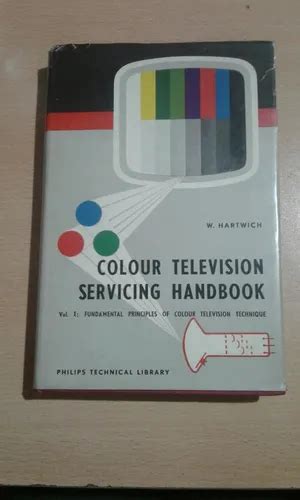 W. HARTWICH
COLOUR TELEVISION
SERVICING HANDBOOK
Vol. I: FUNDAMENTAL PRINCIPLES OF COLOUR TELEVISION TECHNIQUE
PHILIPS TECHNICAL LIBRARY